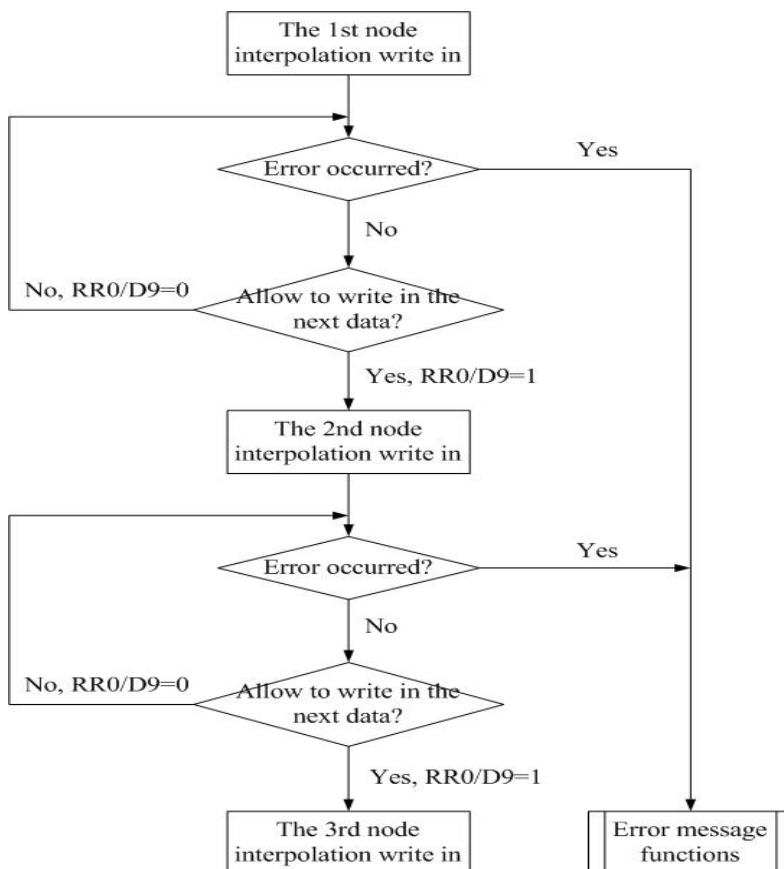 The 1st node
interpolation write in
Error occurred?
Yes
No
No, RR0/D9=0
Allow to write in the
next data?
Yes, RR0/D9=1
The 2nd node
interpolation write in
Error occurred?
Yes
No
No, RR0/D9=0
Allow to write in the
next data?
Yes, RR0/D9=1
The 3rd node
interpolation write in
Error message
functions